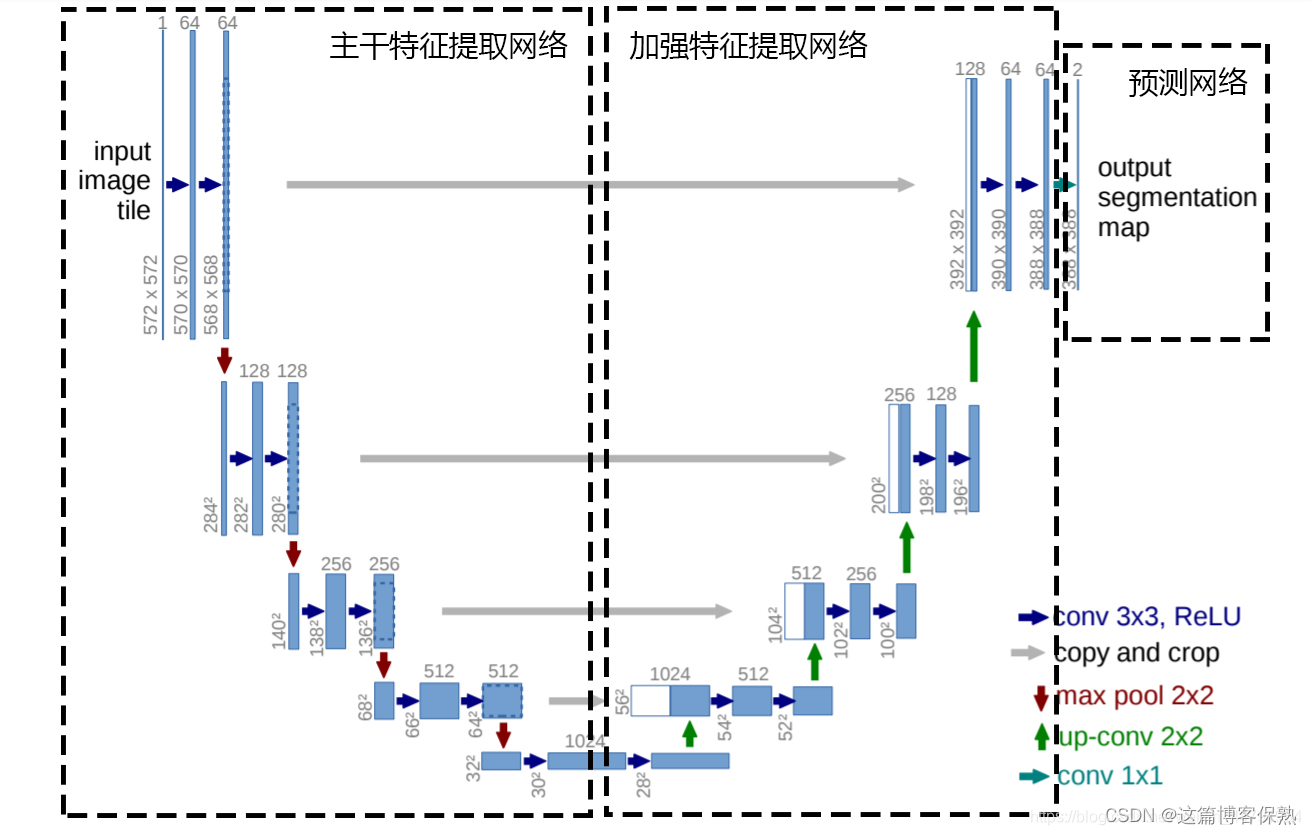 主干特征提取网络
加强特征提取网络
预测网络
1 64 64
128 64 64 2
input
image
tile
output
segmentation
map
572 x 572
570 x 570
568 x 568
392 x 392
390 x 390
388 x 388
388 x 388
128 128
256 128
284²
282²
280²
200²
198²
196²
256 256
512 256
140²
138²
136²
104²
102²
100²
512 512
1024 512
68²
66²
64²
56²
54²
52²
1024
32²
30²
28²
conv 3x3, ReLU
copy and crop
max pool 2x2
up-conv 2x2
conv 1x1
CSDN @这篇博客保熟
https://blog